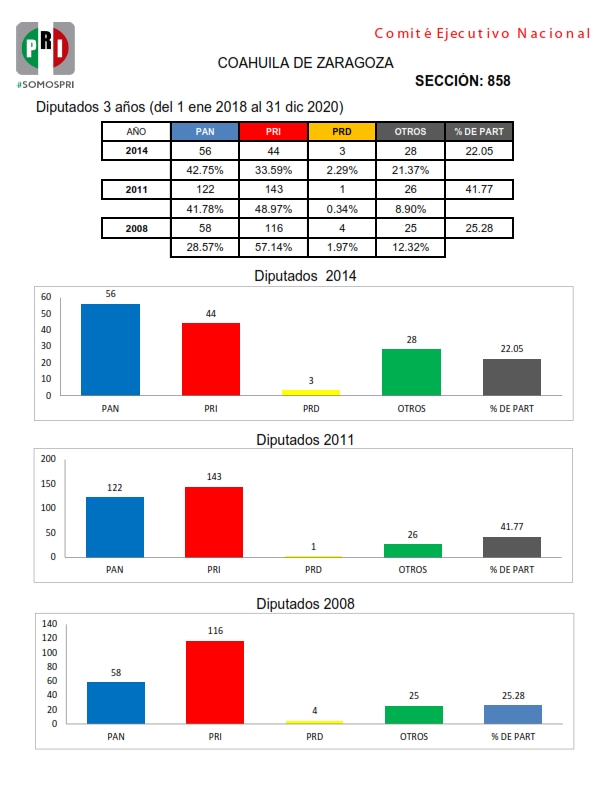 Comité Ejecutivo Nacional
PRI
#SOMOSPRI
COAHUILA DE ZARAGOZA
SECCIÓN: 858
Diputados 3 años (del 1 ene 2018 al 31 dic 2020)
AÑO PAN PRI PRD OTROS % DE PART
2014 56 44 3 28 22.05
42.75% 33.59% 2.29% 21.37%
2011 122 143 1 26 41.77
41.78% 48.97% 0.34% 8.90%
2008 58 116 4 25 25.28
28.57% 57.14% 1.97% 12.32%
Diputados 2014
60
50
40
30
20
10
0
56
44
3
28
22.05
PAN PRI PRD OTROS % DE PART
Diputados 2011
200
150
100
50
0
122
143
1
26
41.77
PAN PRI PRD OTROS % DE PART
Diputados 2008
140
120
100
80
60
40
20
0
58
116
4
25
25.28
PAN PRI PRD OTROS % DE PART